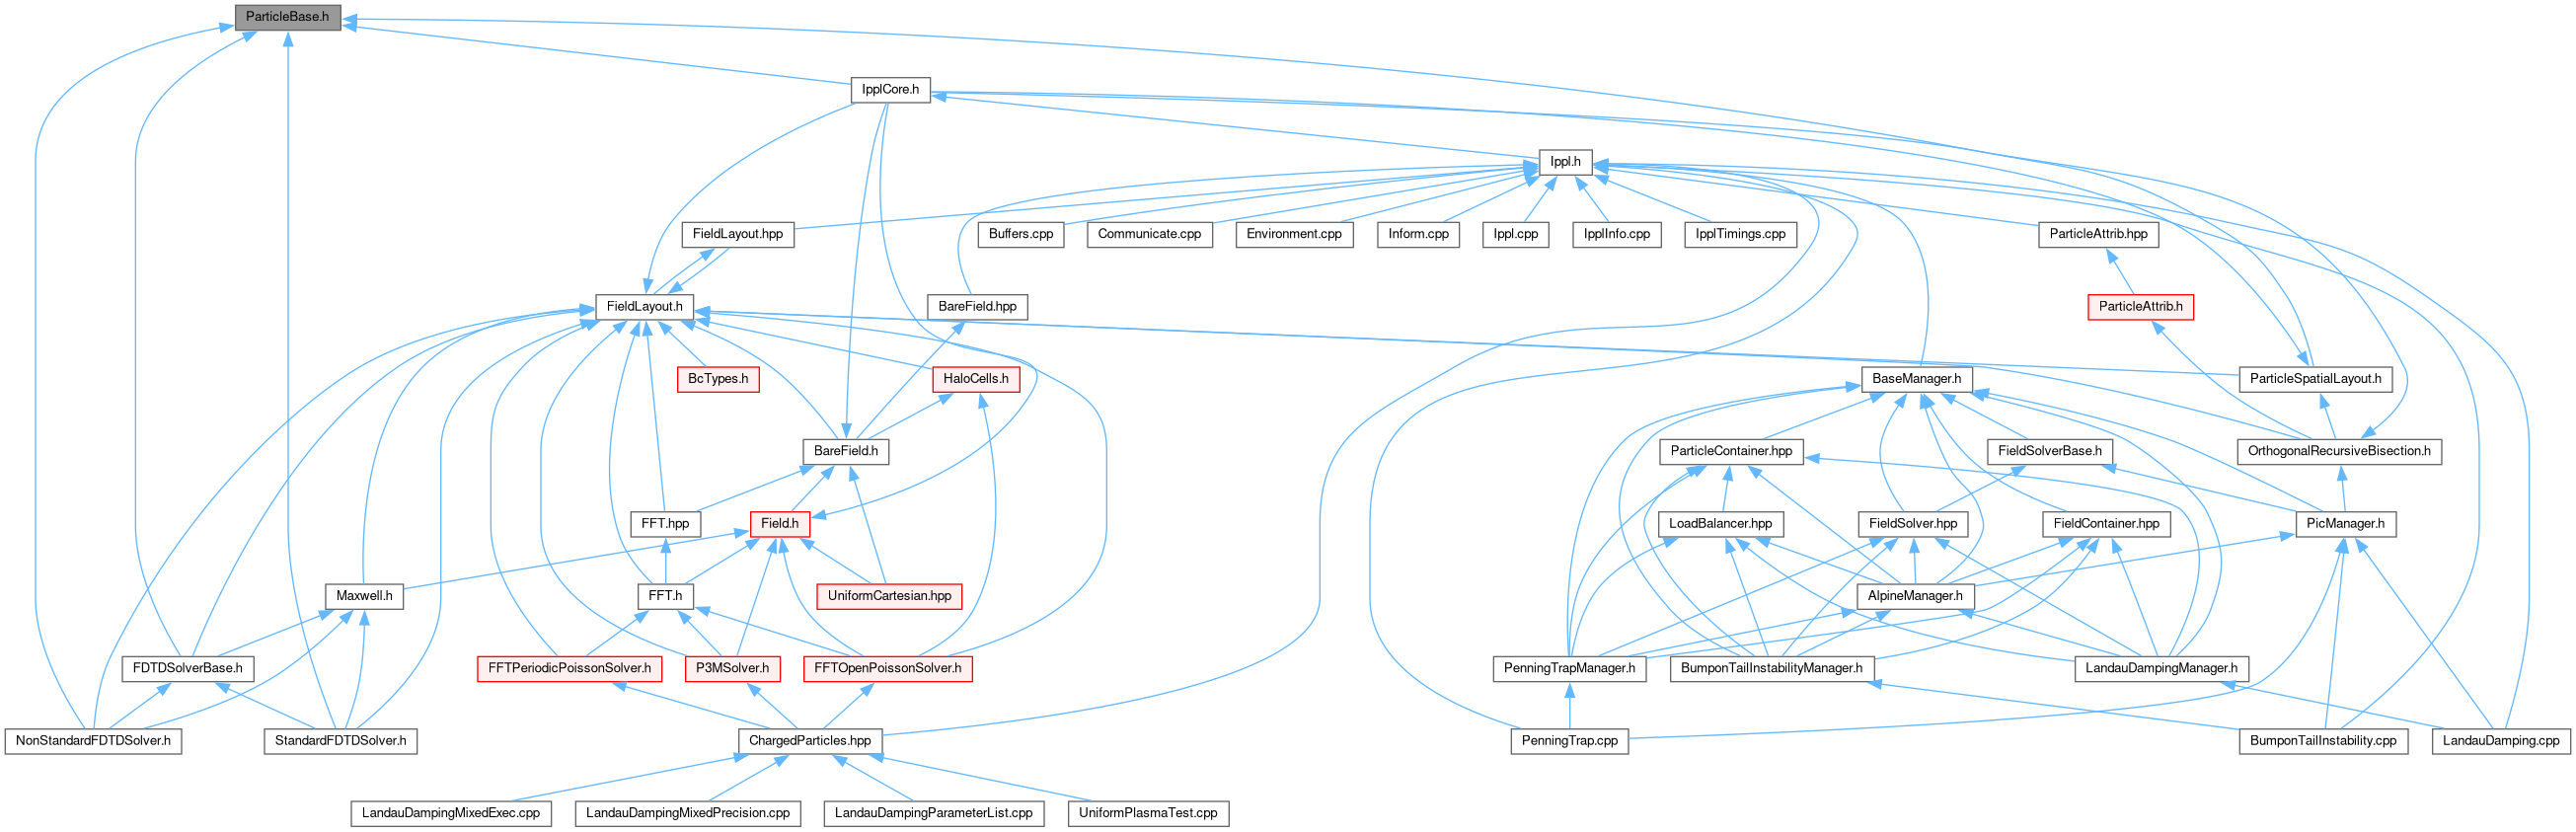 ParticleBase.h
IpplCore.h
Ippl.h
FieldLayout.hpp
Buffers.cpp
Communicate.cpp
Environment.cpp
Inform.cpp
Ippl.cpp
IpplInfo.cpp
IpplTimings.cpp
ParticleAttrib.hpp
FieldLayout.h
BareField.hpp
ParticleAttrib.h
BcTypes.h
HaloCells.h
BaseManager.h
ParticleSpatialLayout.h
BareField.h
ParticleContainer.hpp
FieldSolverBase.h
OrthogonalRecursiveBisection.h
FFT.hpp
Field.h
LoadBalancer.hpp
FieldSolver.hpp
FieldContainer.hpp
PicManager.h
Maxwell.h
FFT.h
UniformCartesian.hpp
AlpineManager.h
FDTDSolverBase.h
FFTPeriodicPoissonSolver.h
P3MSolver.h
FFTOpenPoissonSolver.h
PenningTrapManager.h
BumponTailInstabilityManager.h
LandauDampingManager.h
NonStandardFDTDSolver.h
StandardFDTDSolver.h
ChargedParticles.hpp
PenningTrap.cpp
BumponTailInstability.cpp
LandauDamping.cpp
LandauDampingMixedExec.cpp
LandauDampingMixedPrecision.cpp
LandauDampingParameterList.cpp
UniformPlasmaTest.cpp